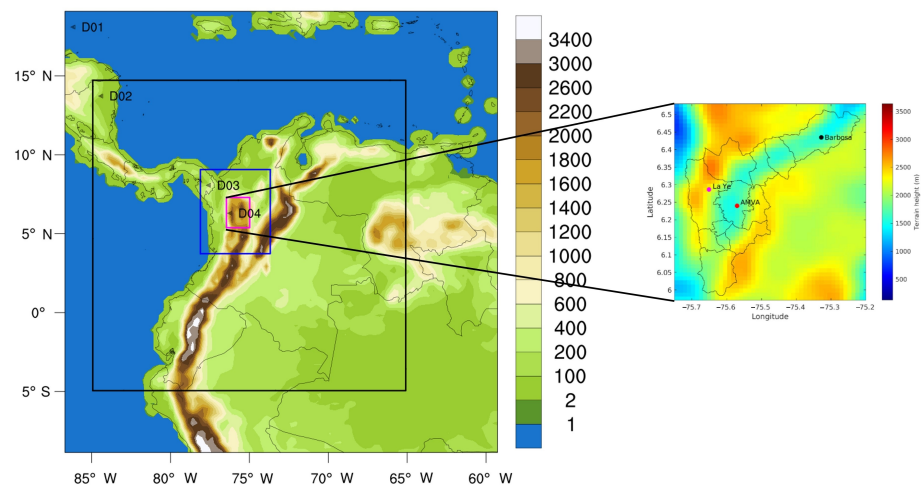 D01
D02
D03
D04
15° N
10° N
5° N
0°
5° S
85° W
80° W
75° W
70° W
65° W
60° W
3400
3000
2600
2200
2000
1800
1600
1400
1200
1000
800
600
400
200
100
2
1
6.5
6.45
6.4
6.35
6.3
6.25
6.2
6.15
6.1
6.05
6
Latitude
Barbosa
La Ye
AMVA
−75.7
−75.6
−75.5
−75.4
−75.3
−75.2
Longitude
3500
3000
2500
2000
1500
1000
500
Terrain height (m)